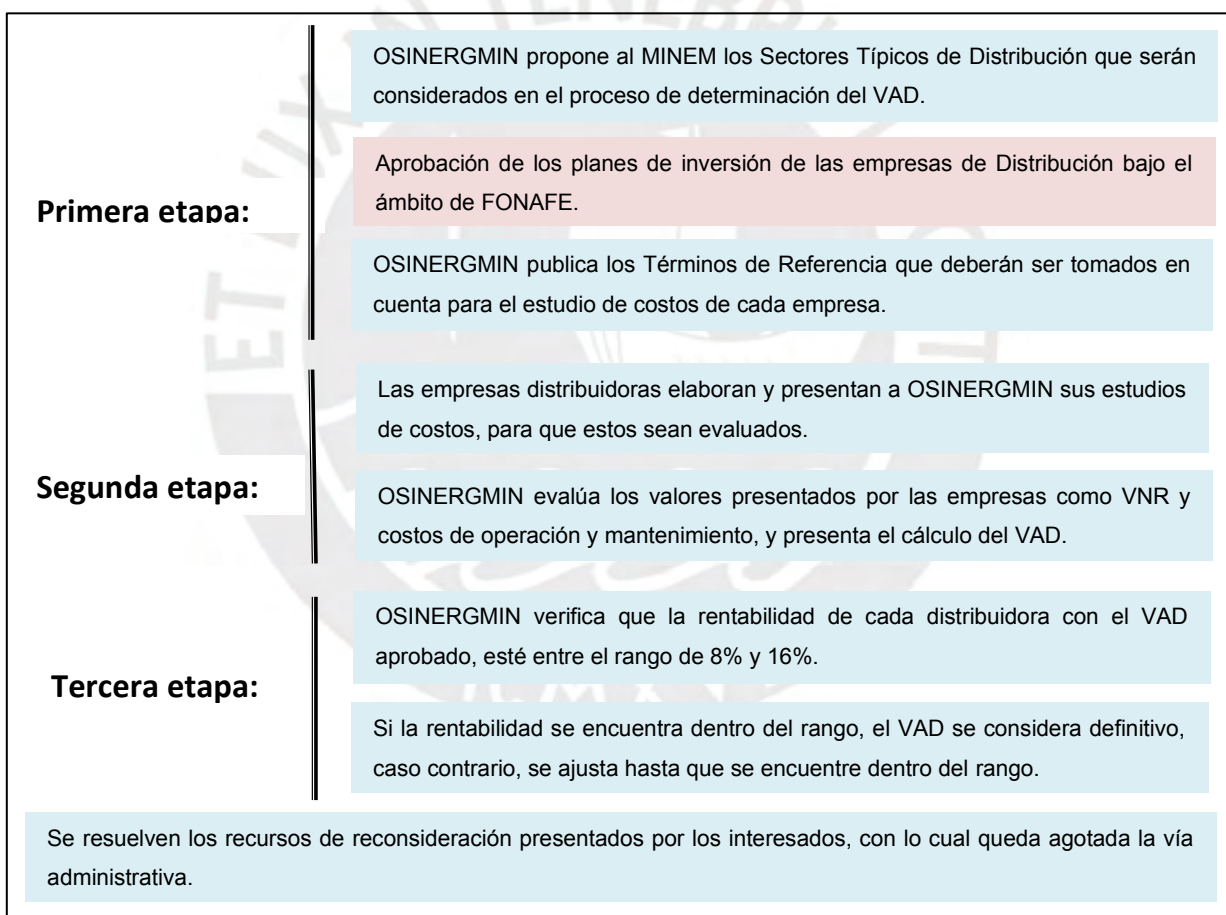 OSINERGMIN propone al MINEM los Sectores Típicos de Distribución que serán
considerados en el proceso de determinación del VAD.
Primera etapa:
Aprobación de los planes de inversión de las empresas de Distribución bajo el
ámbito de FONAFE.
OSINERGMIN publica los Términos de Referencia que deberán ser tomados en
cuenta para el estudio de costos de cada empresa.
Las empresas distribuidoras elaboran y presentan a OSINERGMIN sus estudios
de costos, para que estos sean evaluados.
Segunda etapa:
OSINERGMIN evalúa los valores presentados por las empresas como VNR y
costos de operación y mantenimiento, y presenta el cálculo del VAD.
OSINERGMIN verifica que la rentabilidad de cada distribuidora con el VAD
aprobado, esté entre el rango de 8% y 16%.
Tercera etapa:
Si la rentabilidad se encuentra dentro del rango, el VAD se considera definitivo,
caso contrario, se ajusta hasta que se encuentre dentro del rango.
Se resuelven los recursos de reconsideración presentados por los interesados, con lo cual queda agotada la vía
administrativa.